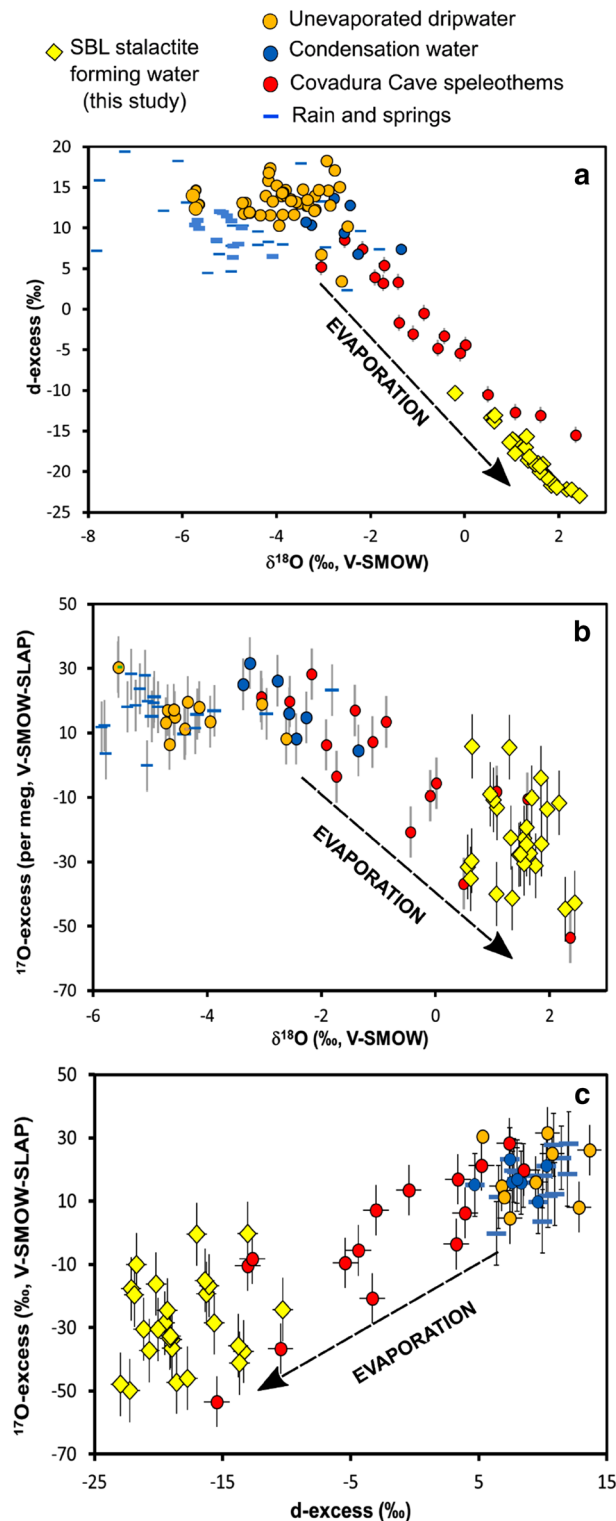 SBL stalactite
forming water
(this study)
Unevaporated dripwater
Condensation water
Covadura Cave speleothems
Rain and springs
a
20
15
10
5
0
-5
-10
-15
-20
-25
d-excess (‰)
EVAPORATION
-8 -6 -4 -2 0 2
δ¹⁸O (‰, V-SMOW)
b
50
30
10
-10
-30
-50
-70
¹⁷O-excess (per meg, V-SMOW-SLAP)
EVAPORATION
-6 -4 -2 0 2
δ¹⁸O (‰, V-SMOW)
c
50
30
10
-10
-30
-50
-70
¹⁷O-excess (‰, V-SMOW-SLAP)
EVAPORATION
-25 -15 -5 5 15
d-excess (‰)